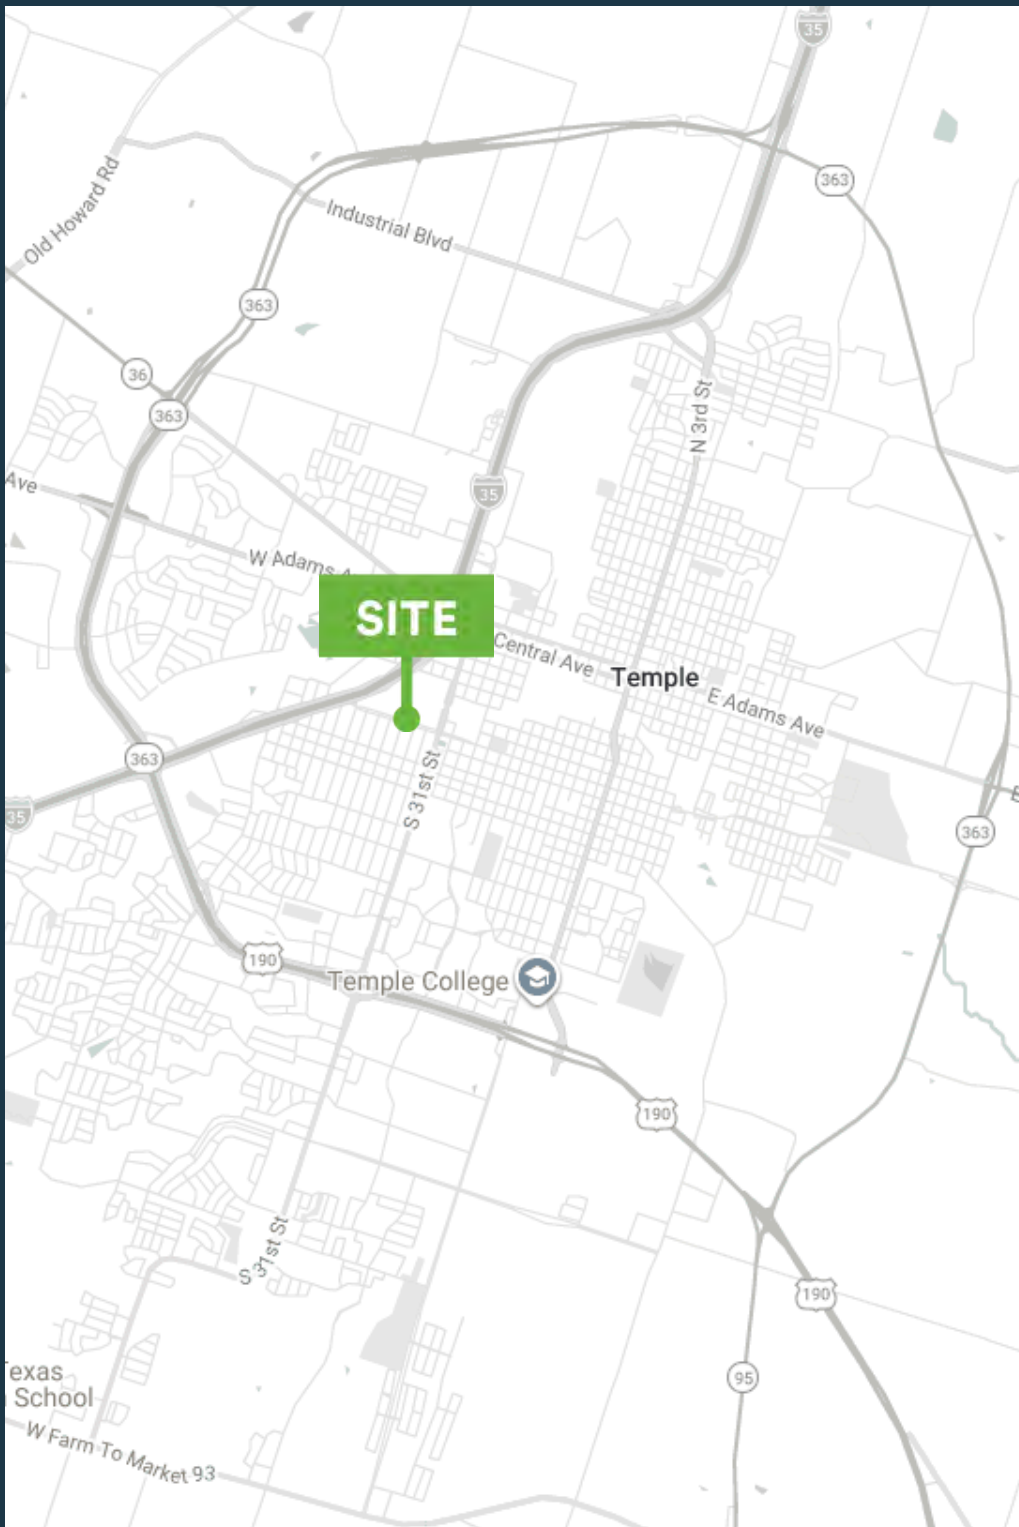 35
363
Old Howard Rd
Industrial Blvd
363
36
363
N 3rd St
Ave
35
W Adams A
SITE
Central Ave
Temple
E Adams Ave
363
S 31st St
35
363
190
Temple College
190
S 31st St
190
Texas
School
95
W Farm To Market 93